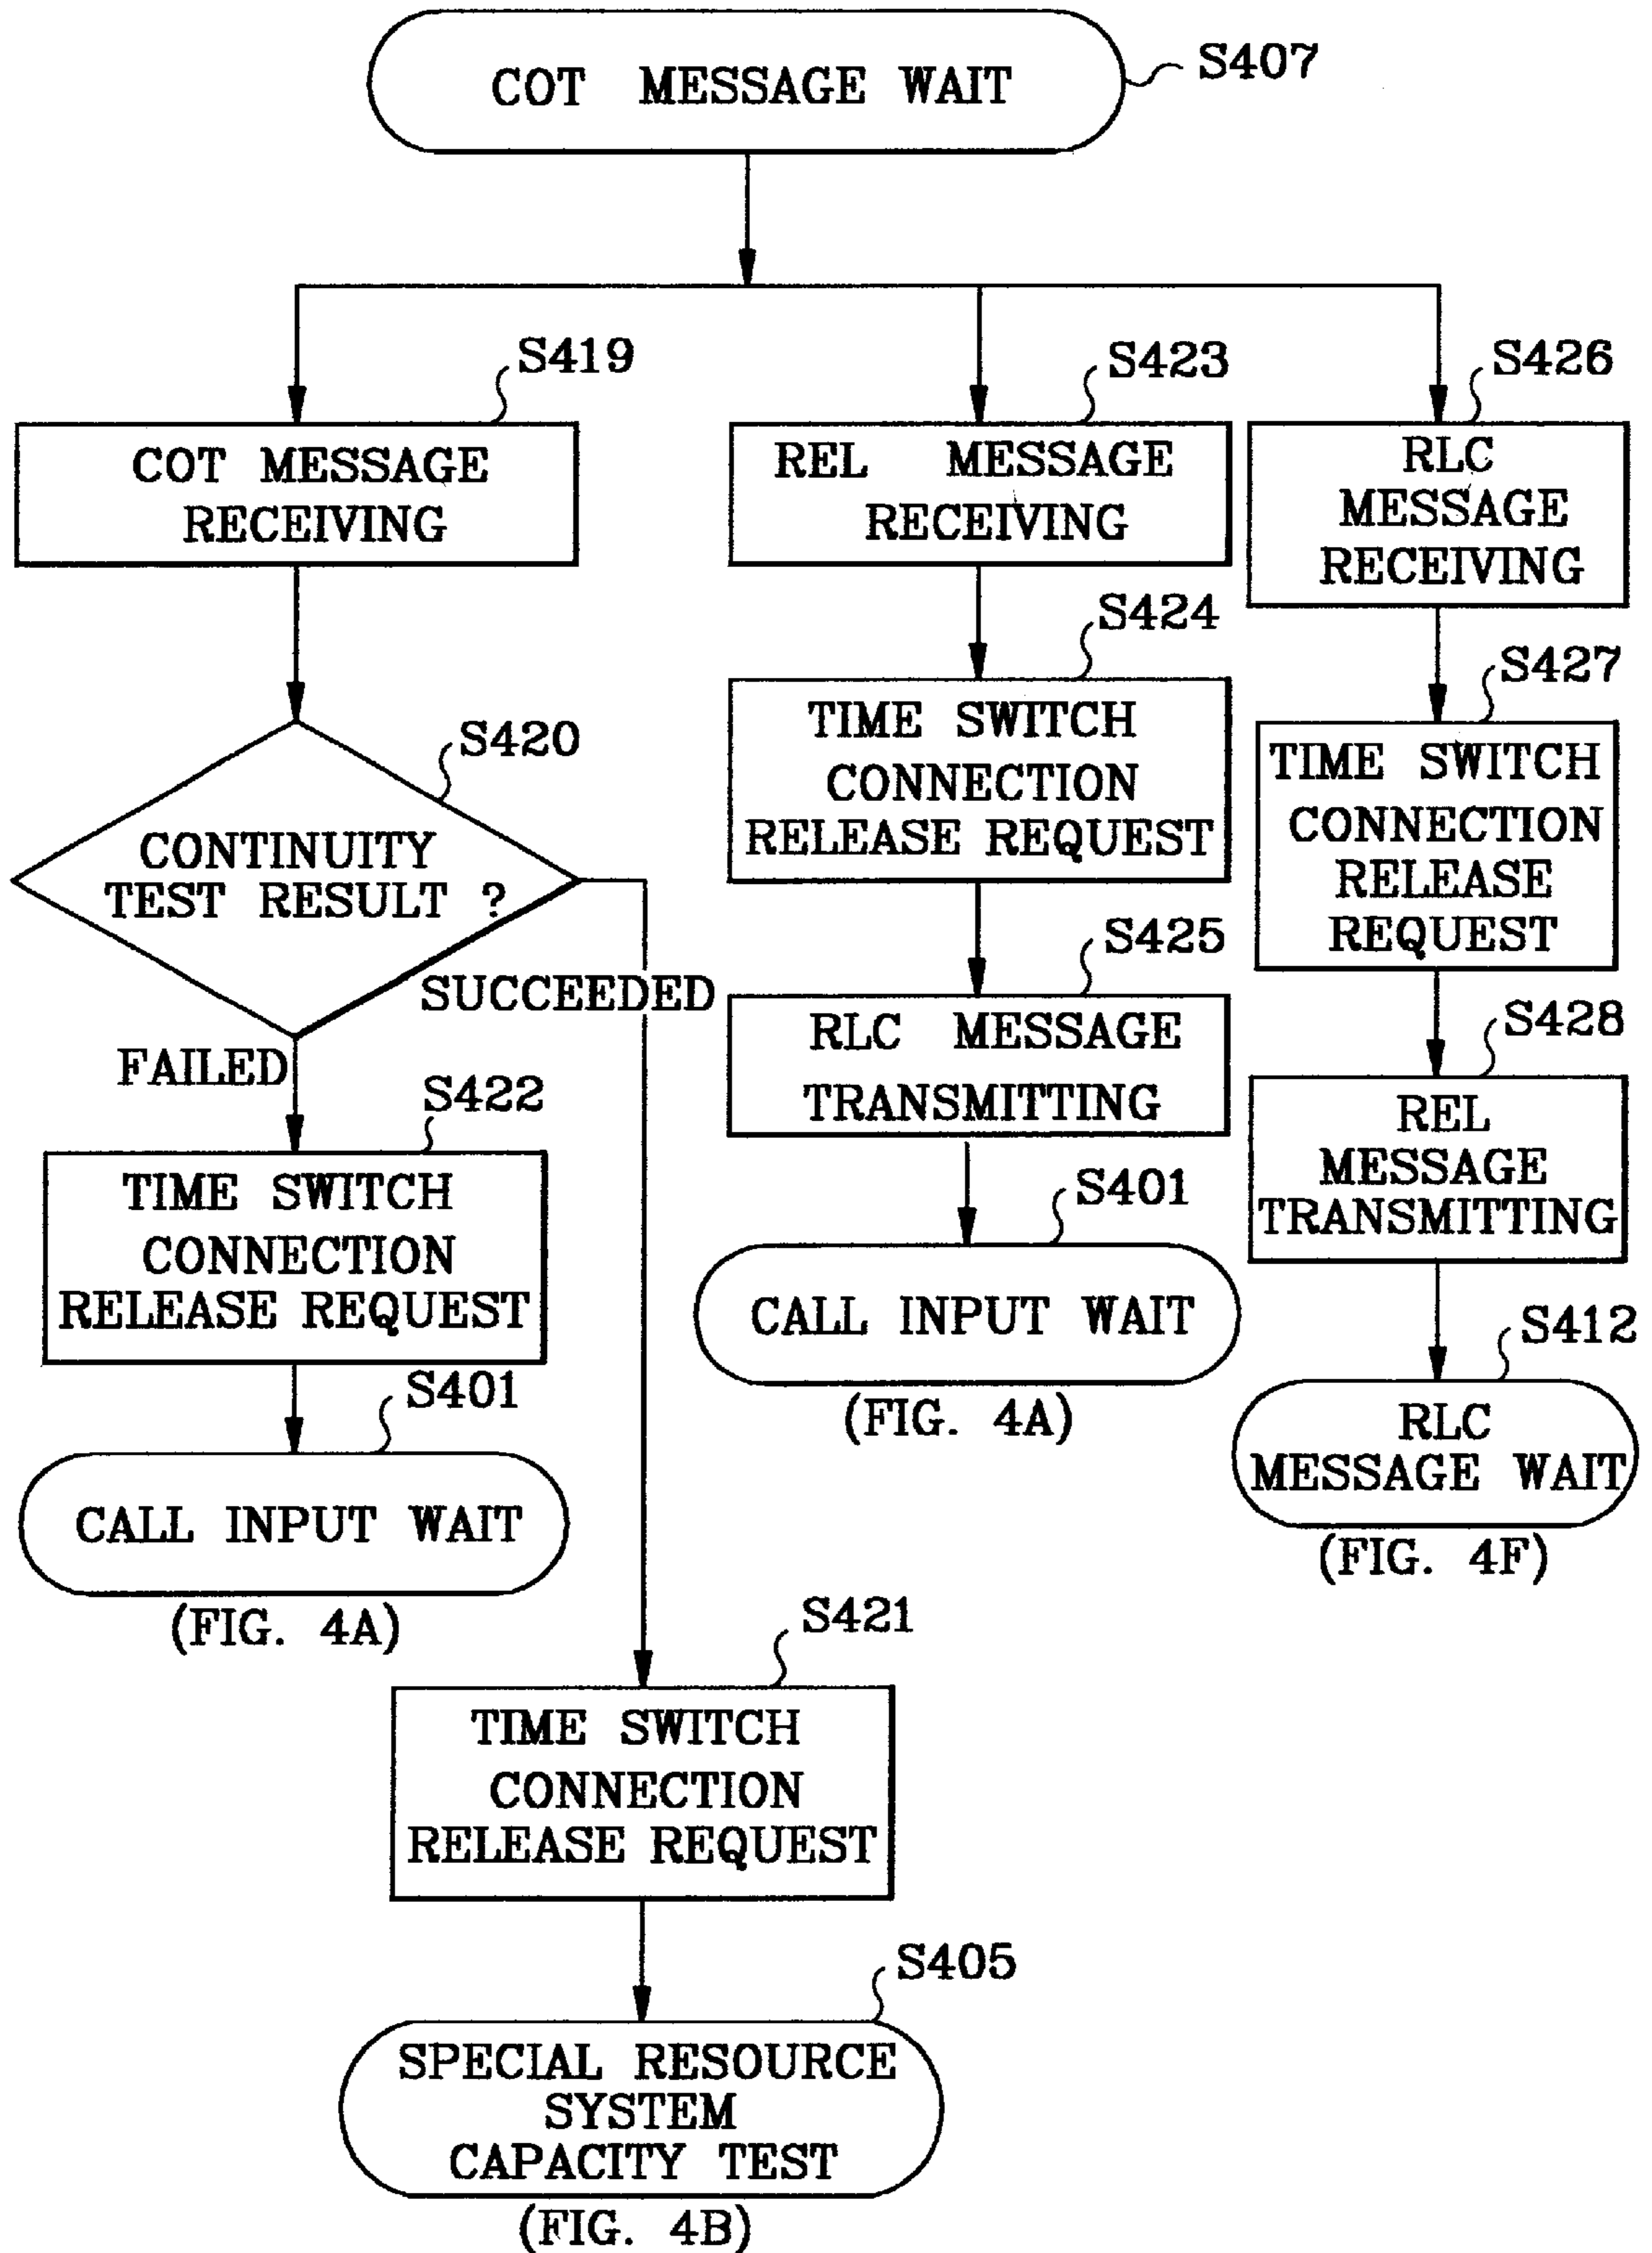 COT MESSAGE WAIT
S407
S419
COT MESSAGE
RECEIVING
S420
CONTINUITY
TEST RESULT ?
SUCCEEDED
FAILED
S422
TIME SWITCH
CONNECTION
RELEASE REQUEST
S401
CALL INPUT WAIT
(FIG. 4A)
S421
TIME SWITCH
CONNECTION
RELEASE REQUEST
S405
SPECIAL RESOURCE
SYSTEM
CAPACITY TEST
(FIG. 4B)
S423
REL MESSAGE
RECEIVING
S424
TIME SWITCH
CONNECTION
RELEASE REQUEST
S425
RLC MESSAGE
TRANSMITTING
S401
CALL INPUT WAIT
(FIG. 4A)
S426
RLC
MESSAGE
RECEIVING
S427
TIME SWITCH
CONNECTION
RELEASE
REQUEST
S428
REL
MESSAGE
TRANSMITTING
S412
RLC
MESSAGE WAIT
(FIG. 4F)